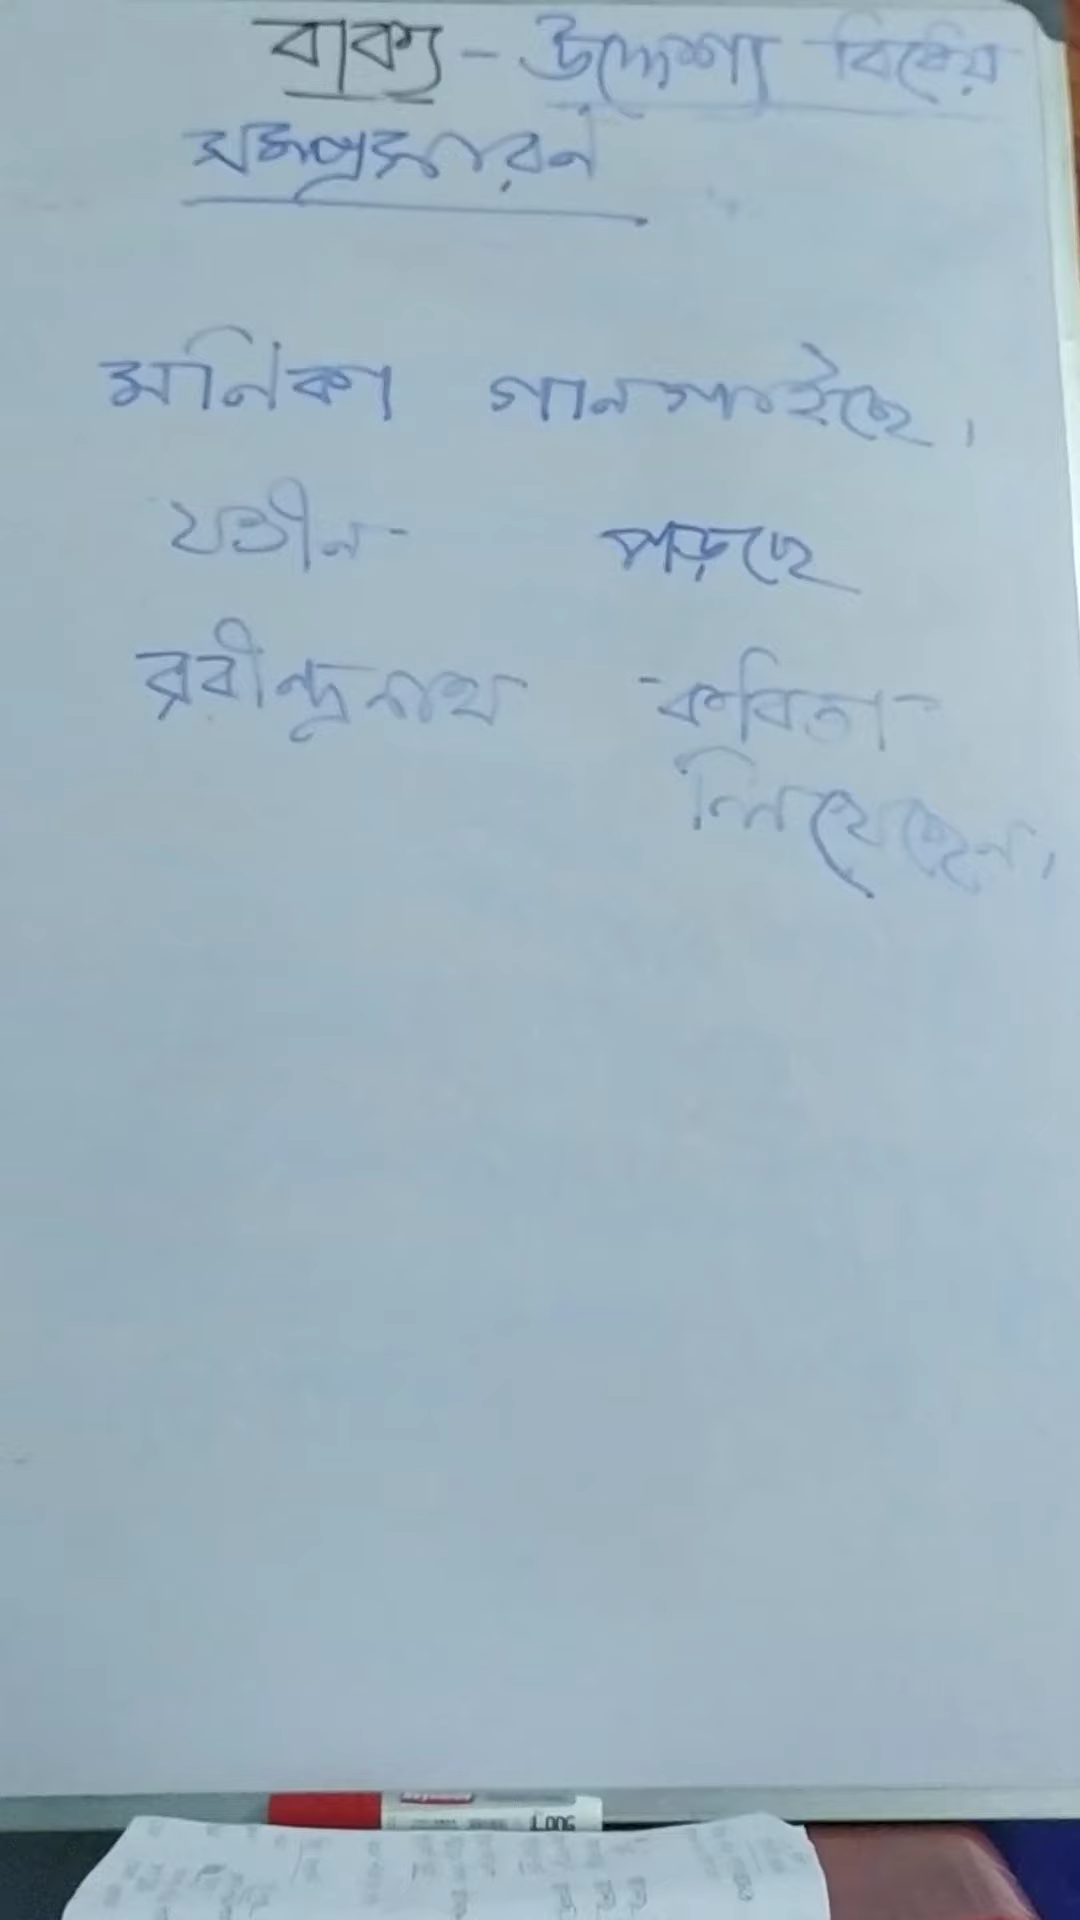 বাক্য - উদ্দেশ্য বিধেয়
সম্প্রসারণ
মনিকা গান গাইছে।
যতীন পড়ছে
রবীন্দ্রনাথ কবিতা
লিখেছেন।